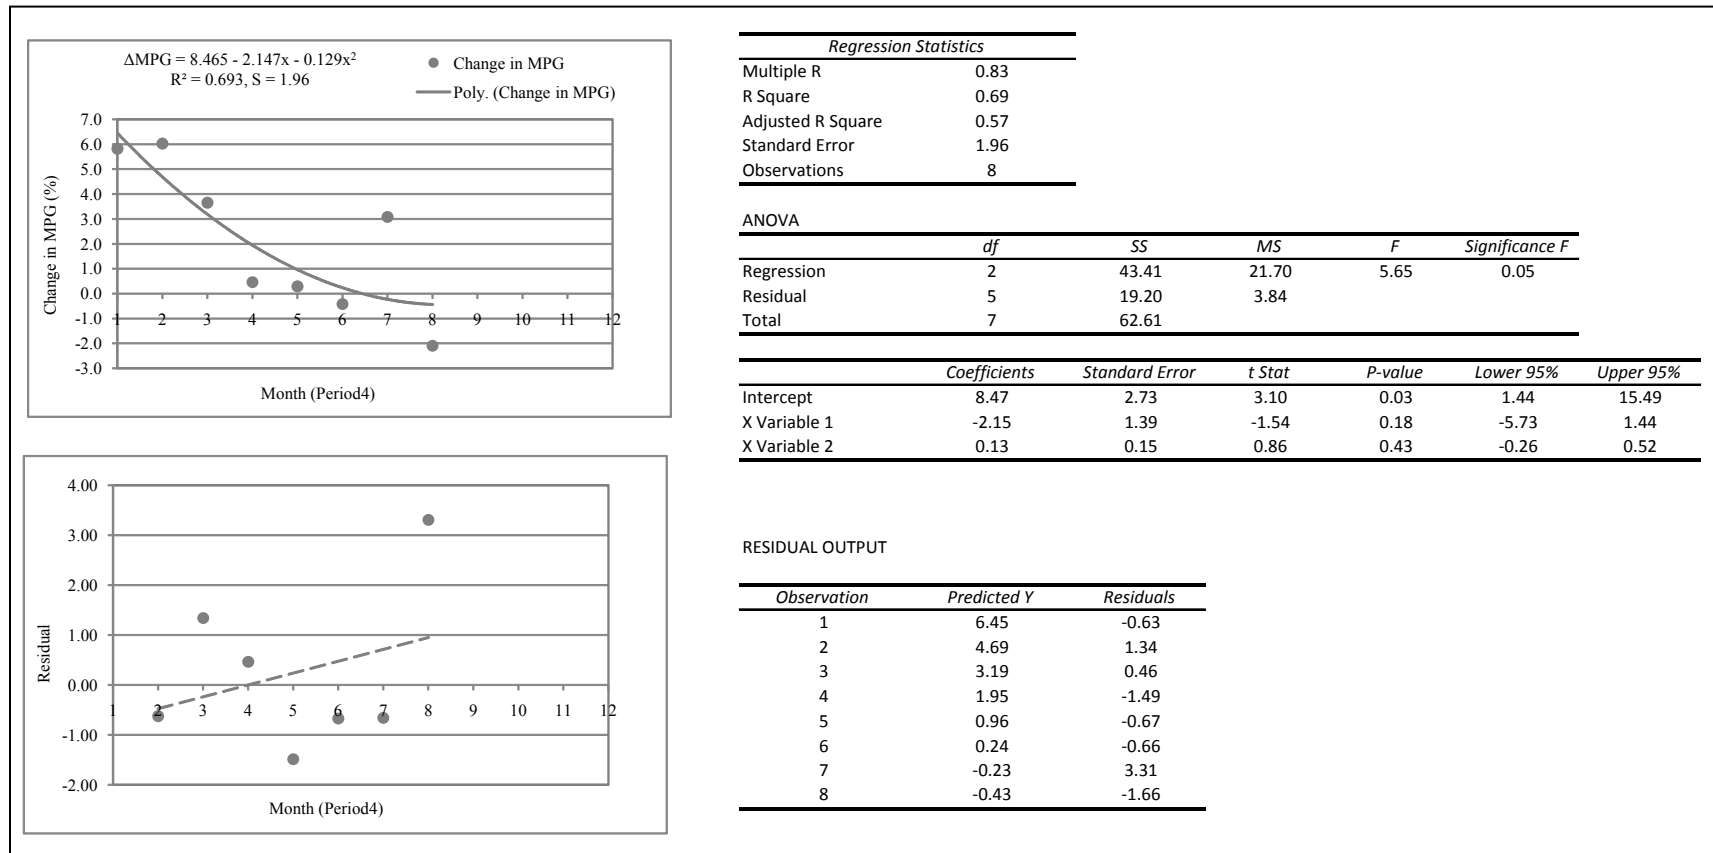 ΔMPG = 8.465 - 2.147x - 0.129x²
R² = 0.693, S = 1.96
Change in MPG
Poly. (Change in MPG)
7.0
6.0
5.0
4.0
3.0
2.0
1.0
0.0
-1.0
-2.0
-3.0
1 2 3 4 5 6 7 8 9 10 11 12
Change in MPG (%)
Month (Period4)
4.00
3.00
2.00
1.00
0.00
-1.00
-2.00
1 2 3 4 5 6 7 8 9 10 11 12
Residual
Month (Period4)
Regression Statistics
Multiple R 0.83
R Square 0.69
Adjusted R Square 0.57
Standard Error 1.96
Observations 8
ANOVA
df SS MS F Significance F
Regression 2 43.41 21.70 5.65 0.05
Residual 5 19.20 3.84
Total 7 62.61
Coefficients Standard Error t Stat P-value Lower 95% Upper 95%
Intercept 8.47 2.73 3.10 0.03 1.44 15.49
X Variable 1 -2.15 1.39 -1.54 0.18 -5.73 1.44
X Variable 2 0.13 0.15 0.86 0.43 -0.26 0.52
RESIDUAL OUTPUT
Observation Predicted Y Residuals
1 6.45 -0.63
2 4.69 1.34
3 3.19 0.46
4 1.95 -1.49
5 0.96 -0.67
6 0.24 -0.66
7 -0.23 3.31
8 -0.43 -1.66